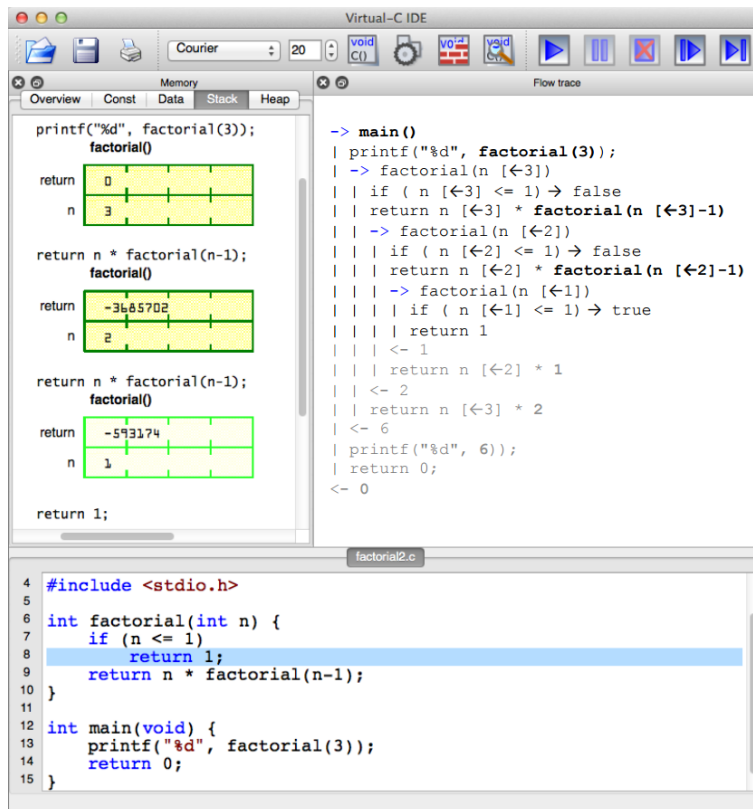 Virtual-C IDE
Courier
20
void
C()
void
void
C()
Memory
Flow trace
Overview Const Data Stack Heap
printf("%d", factorial(3));
factorial()
return 0
n 3
return n * factorial(n-1);
factorial()
return -3685702
n 2
return n * factorial(n-1);
factorial()
return -593174
n 1
return 1;
-> main()
| printf("%d", factorial(3));
| -> factorial(n [←3])
| | if ( n [←3] <= 1) → false
| | return n [←3] * factorial(n [←3]-1)
| | -> factorial(n [←2])
| | | if ( n [←2] <= 1) → false
| | | return n [←2] * factorial(n [←2]-1)
| | | -> factorial(n [←1])
| | | | if ( n [←1] <= 1) → true
| | | | return 1
| | | <- 1
| | | return n [←2] * 1
| | <- 2
| | return n [←3] * 2
| <- 6
| printf("%d", 6));
| return 0;
<- 0
factorial2.c
4 #include <stdio.h>
5
6 int factorial(int n) {
7 if (n <= 1)
8 return 1;
9 return n * factorial(n-1);
10 }
11
12 int main(void) {
13 printf("%d", factorial(3));
14 return 0;
15 }